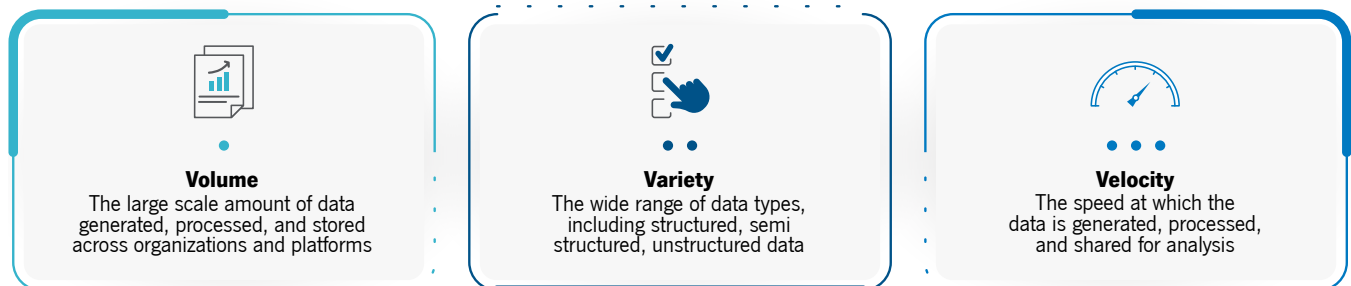 Volume
The large scale amount of data
generated, processed, and stored
across organizations and platforms
Variety
The wide range of data types,
including structured, semi
structured, unstructured data
Velocity
The speed at which the
data is generated, processed,
and shared for analysis